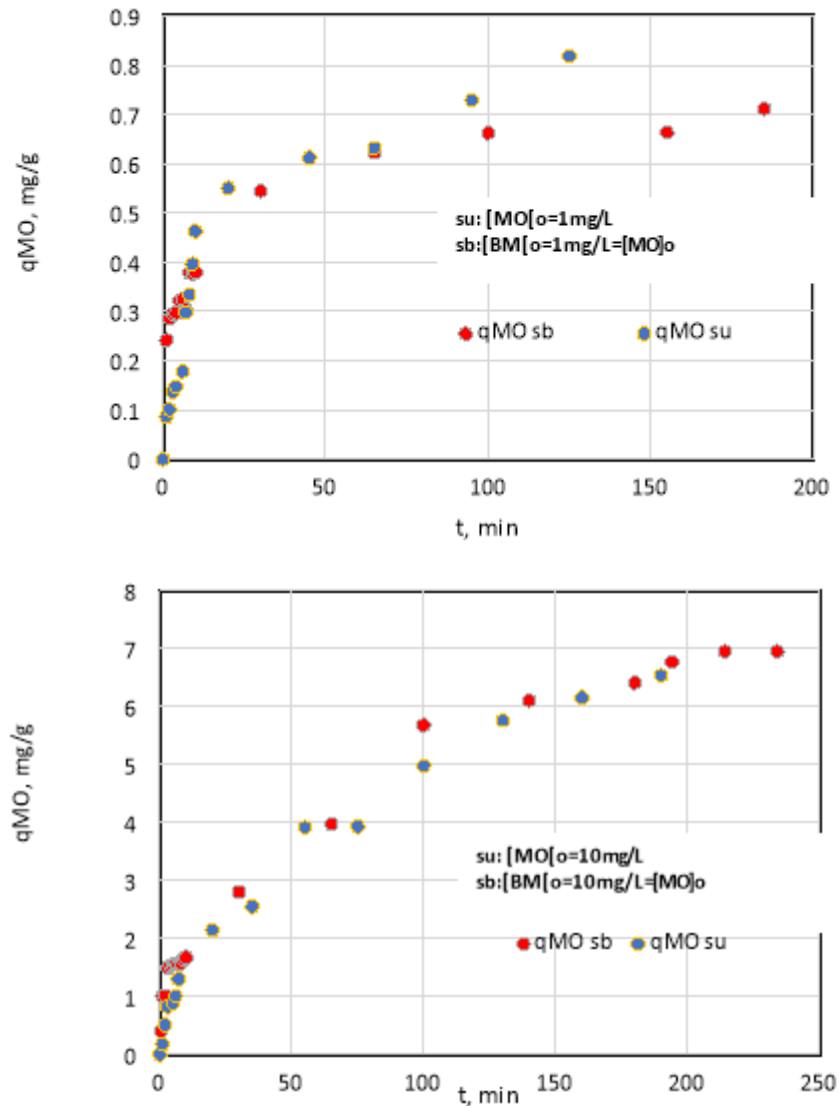 0.9
0.8
0.7
0.6
0.5
0.4
0.3
0.2
0.1
0
qMO, mg/g
su: [MO[o=1mg/L
sb:[BM[o=1mg/L=[MO]o
qMO sb qMO su
0 50 100 150 200
t, min
8
7
6
5
4
3
2
1
0
qMO, mg/g
su: [MO[o=10mg/L
sb:[BM[o=10mg/L=[MO]o
qMO sb qMO su
0 50 100 150 200 250
t, min